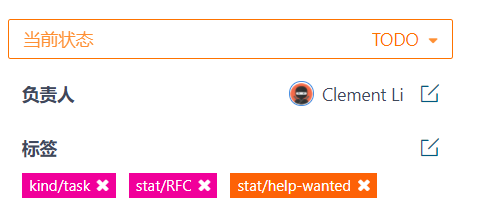 当前状态 TODO
负责人 Clement Li
标签
kind/task stat/RFC stat/help-wanted